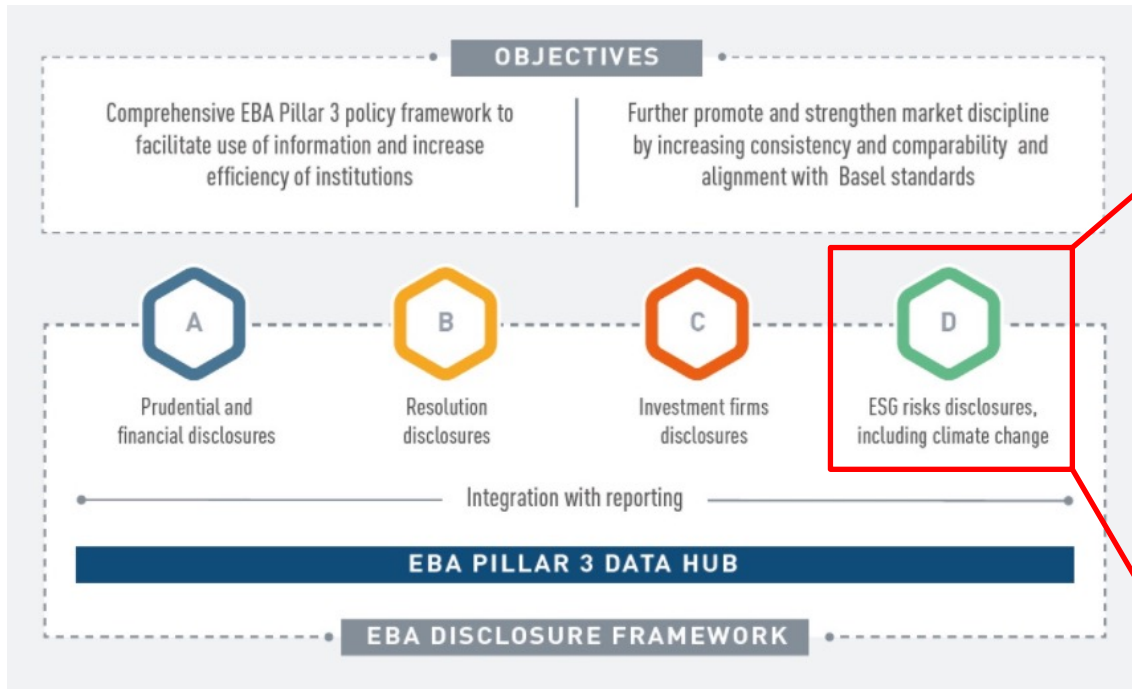 OBJECTIVES
Comprehensive EBA Pillar 3 policy framework to
facilitate use of information and increase
efficiency of institutions
Further promote and strengthen market discipline
by increasing consistency and comparability and
alignment with Basel standards
A
B
C
D
Prudential and
financial disclosures
Resolution
disclosures
Investment firms
disclosures
ESG risks disclosures,
including climate change
Integration with reporting
EBA PILLAR 3 DATA HUB
EBA DISCLOSURE FRAMEWORK